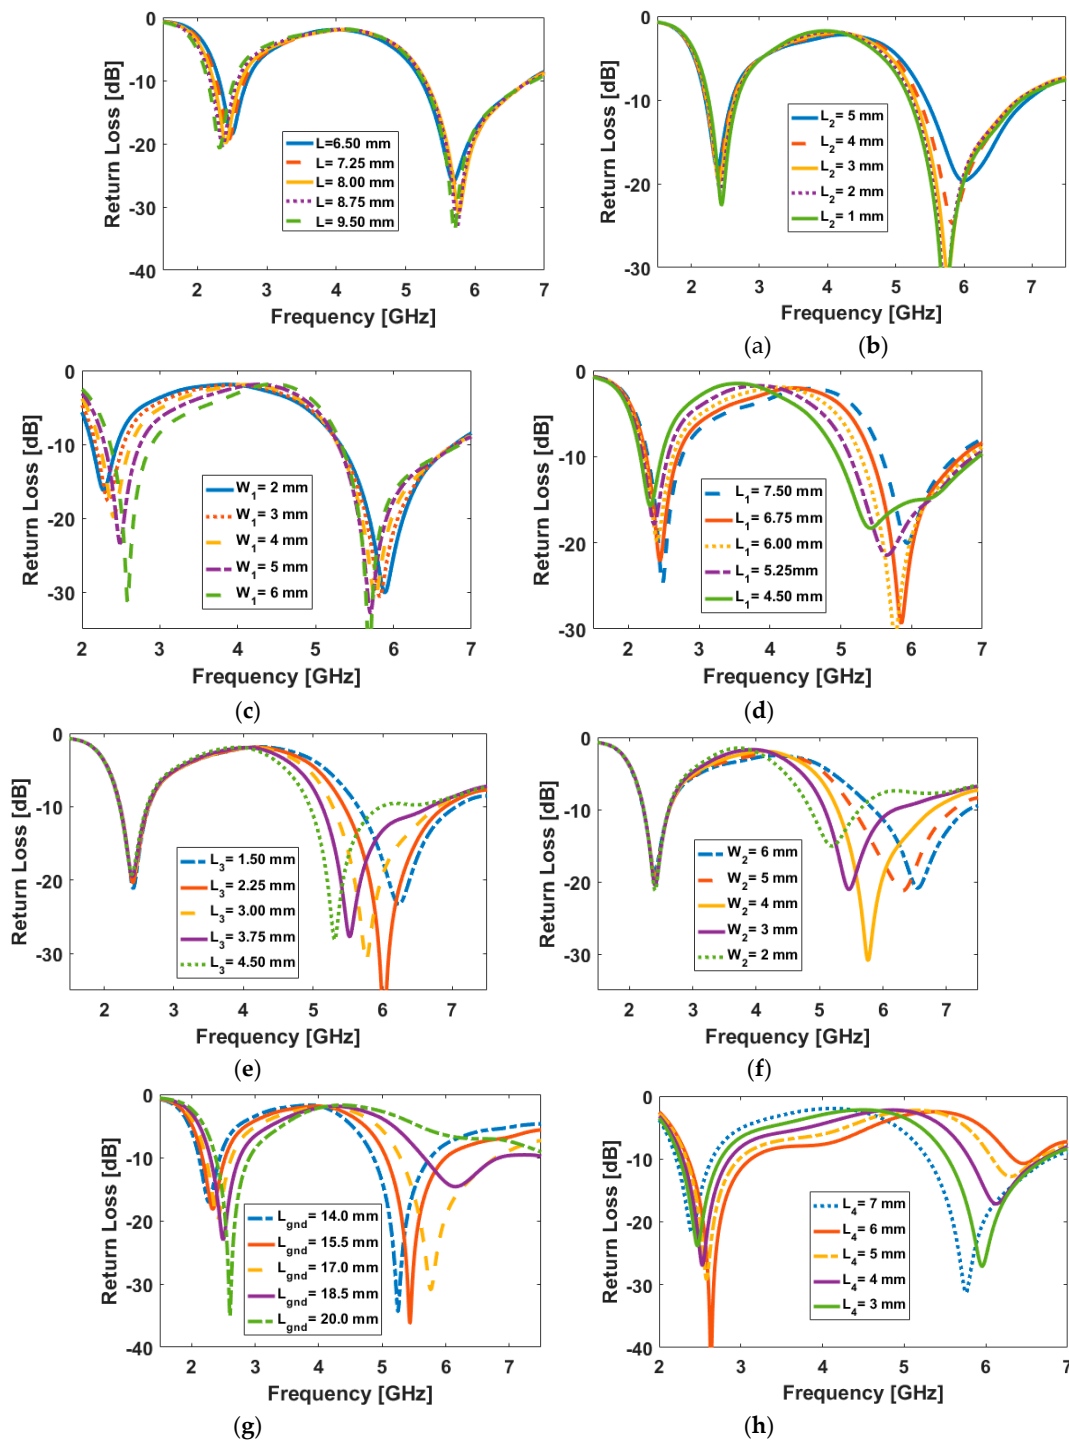 0
-10
-20
-30
-40
2
3
4
5
6
7
Return Loss [dB]
Frequency [GHz]
L=6.50 mm
L= 7.25 mm
L= 8.00 mm
L= 8.75 mm
L= 9.50 mm
0
-10
-20
-30
2
3
4
5
6
7
Return Loss [dB]
Frequency [GHz]
L2= 5 mm
L2= 4 mm
L2= 3 mm
L2= 2 mm
L2= 1 mm
(a)
(b)
0
-10
-20
-30
2
3
4
5
6
7
Return Loss [dB]
Frequency [GHz]
W1= 2 mm
W1= 3 mm
W1= 4 mm
W1= 5 mm
W1= 6 mm
(c)
0
-10
-20
-30
2
3
4
5
6
7
Return Loss [dB]
Frequency [GHz]
L1= 7.50 mm
L1= 6.75 mm
L1= 6.00 mm
L1= 5.25mm
L1= 4.50 mm
(d)
0
-10
-20
-30
2
3
4
5
6
7
Return Loss [dB]
Frequency [GHz]
L3= 1.50 mm
L3= 2.25 mm
L3= 3.00 mm
L3= 3.75 mm
L3= 4.50 mm
(e)
0
-10
-20
-30
2
3
4
5
6
7
Return Loss [dB]
Frequency [GHz]
W2= 6 mm
W2= 5 mm
W2= 4 mm
W2= 3 mm
W2= 2 mm
(f)
0
-10
-20
-30
-40
2
3
4
5
6
7
Return Loss [dB]
Frequency [GHz]
Lgnd= 14.0 mm
Lgnd= 15.5 mm
Lgnd= 17.0 mm
Lgnd= 18.5 mm
Lgnd= 20.0 mm
(g)
0
-10
-20
-30
-40
2
3
4
5
6
7
Return Loss [dB]
Frequency [GHz]
L4= 7 mm
L4= 6 mm
L4= 5 mm
L4= 4 mm
L4= 3 mm
(h)